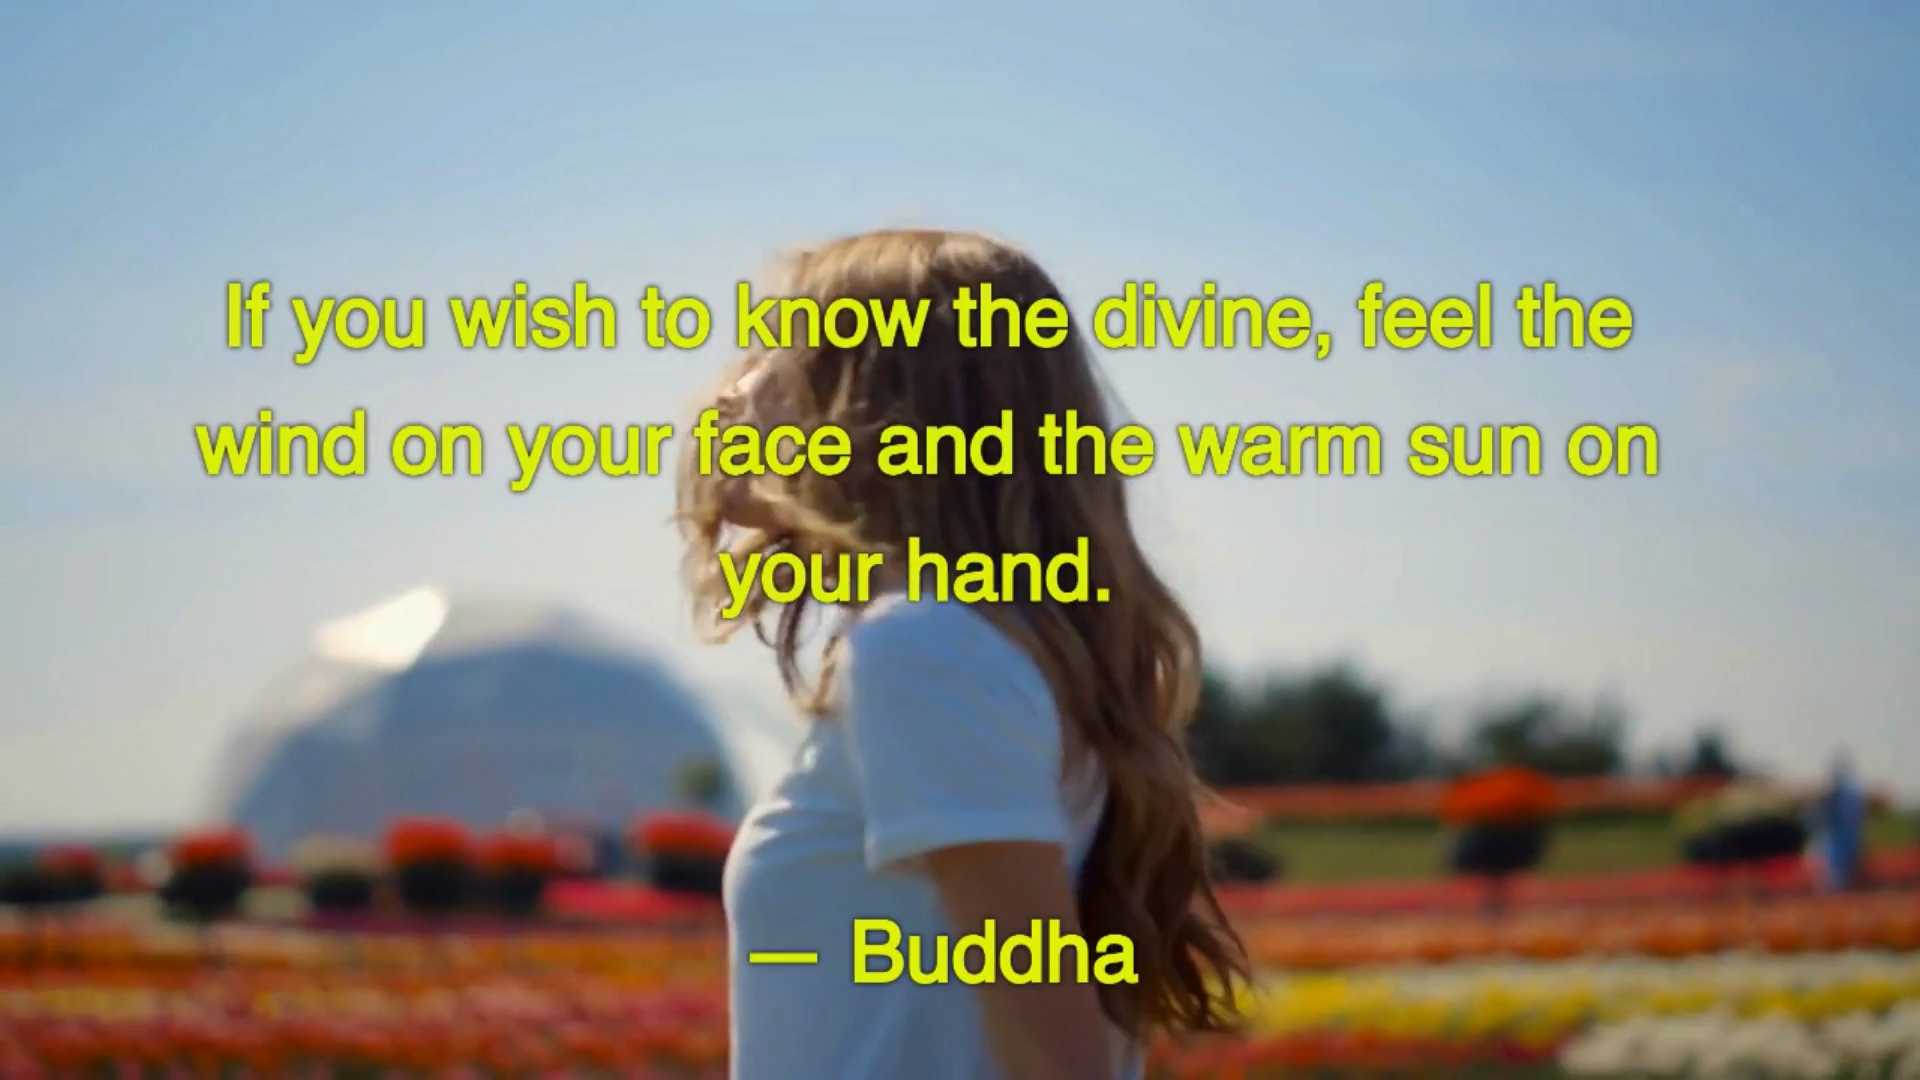 If you wish to know the divine, feel the
wind on your face and the warm sun on
your hand.
— Buddha